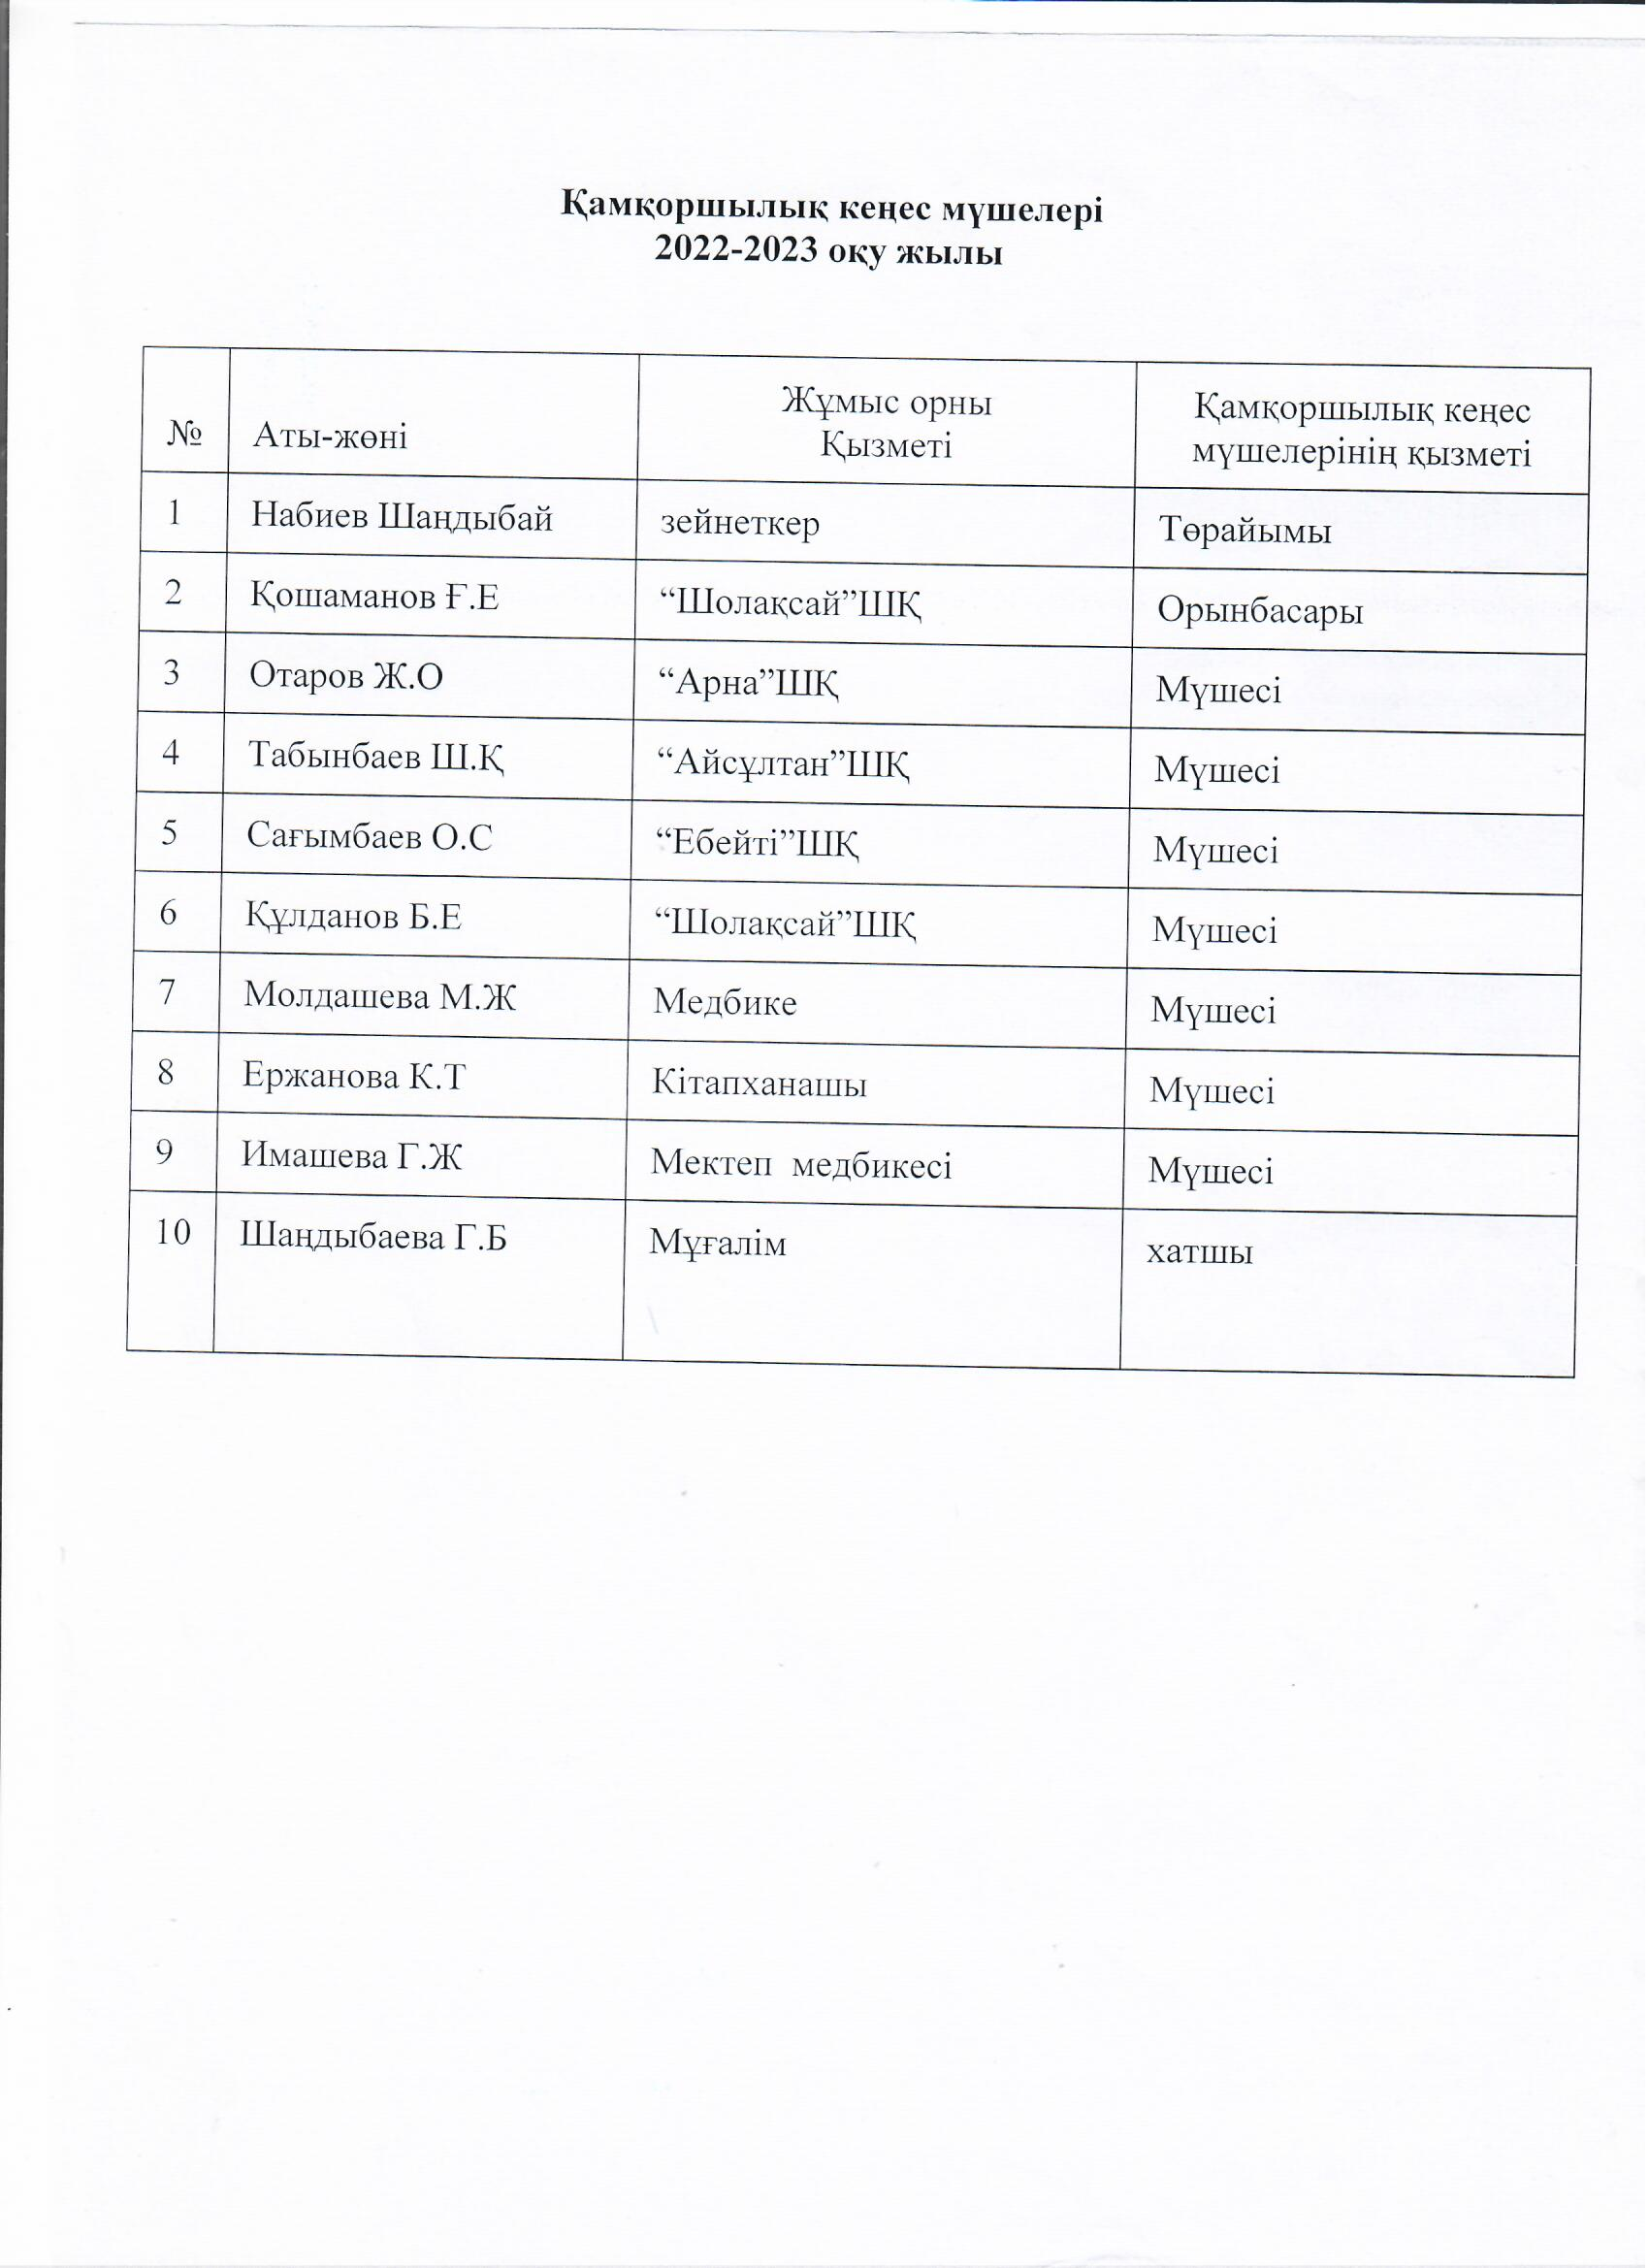 Қамқоршылық кеңес мүшелері
2022-2023 оқу жылы
№ Аты-жөні Жұмыс орны Қызметі Қамқоршылық кеңес мүшелерінің қызметі
1 Набиев Шаңдыбай зейнеткер Төрайымы
2 Қошаманов Ғ.Е “Шолақсай”ШҚ Орынбасары
3 Отаров Ж.О “Арна”ШҚ Мүшесі
4 Табынбаев Ш.Қ “Айсұлтан”ШҚ Мүшесі
5 Сағымбаев О.С “Ебейті”ШҚ Мүшесі
6 Құлданов Б.Е “Шолақсай”ШҚ Мүшесі
7 Молдашева М.Ж Медбике Мүшесі
8 Ержанова К.Т Кітапханашы Мүшесі
9 Имашева Г.Ж Мектеп медбикесі Мүшесі
10 Шаңдыбаева Г.Б Мұғалім хатшы